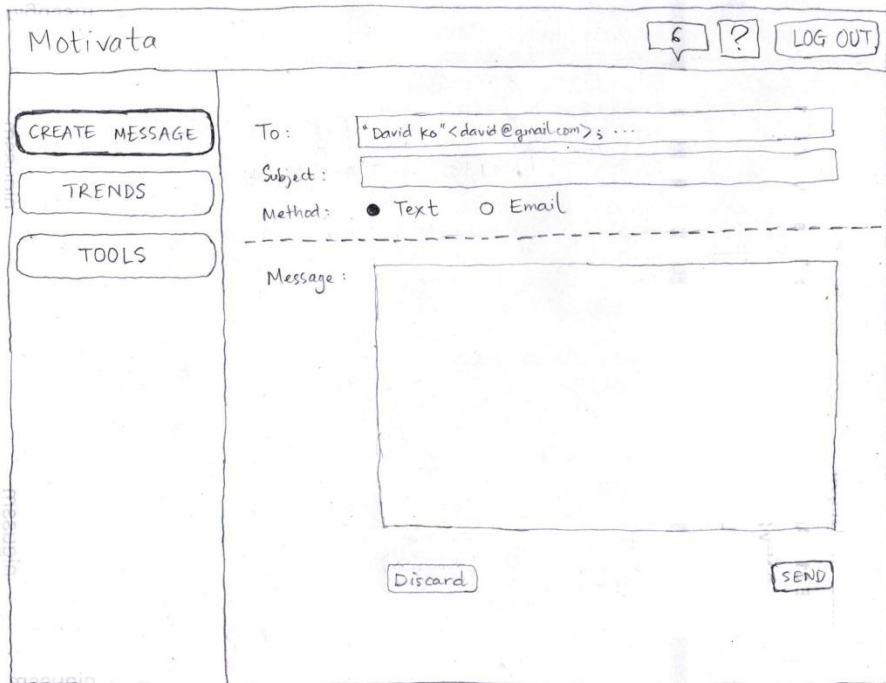 Motivata
6
?
LOG OUT
CREATE MESSAGE
TRENDS
TOOLS
To:
"David Ko"<david@gmail.com>; ...
Subject:
Method: Text Email
Message:
Discard
SEND